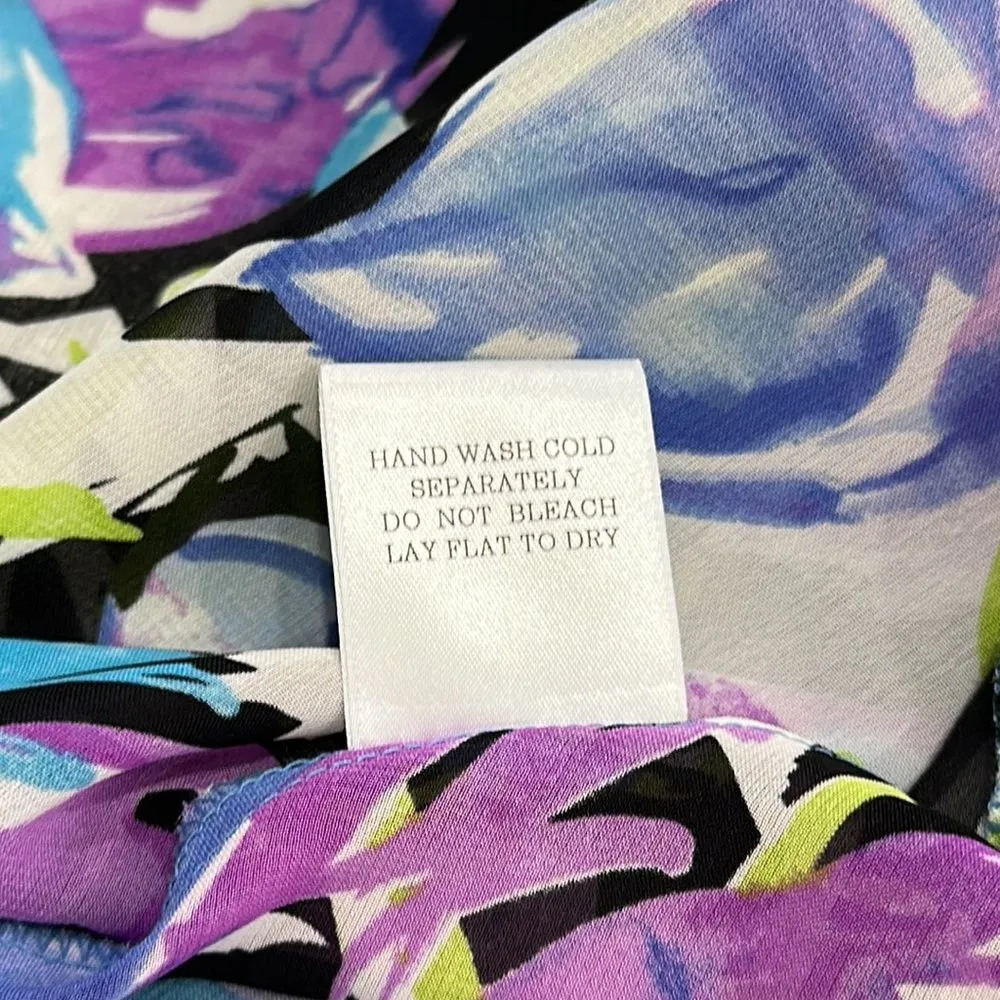 HAND WASH COLD
SEPARATELY
DO NOT BLEACH
LAY FLAT TO DRY